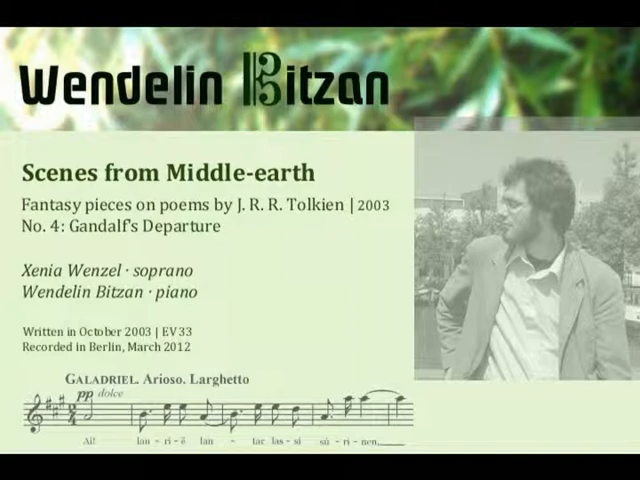 Wendelin Bitzan
Scenes from Middle-earth
Fantasy pieces on poems by J. R. R. Tolkien | 2003
No. 4: Gandalf's Departure
Xenia Wenzel · soprano
Wendelin Bitzan · piano
Written in October 2003 | EV 33
Recorded in Berlin, March 2012
GALADRIEL. Arioso. Larghetto
pp dolce
Ai! lau - ri - ë lan - tar las - si sú - ri - nen,